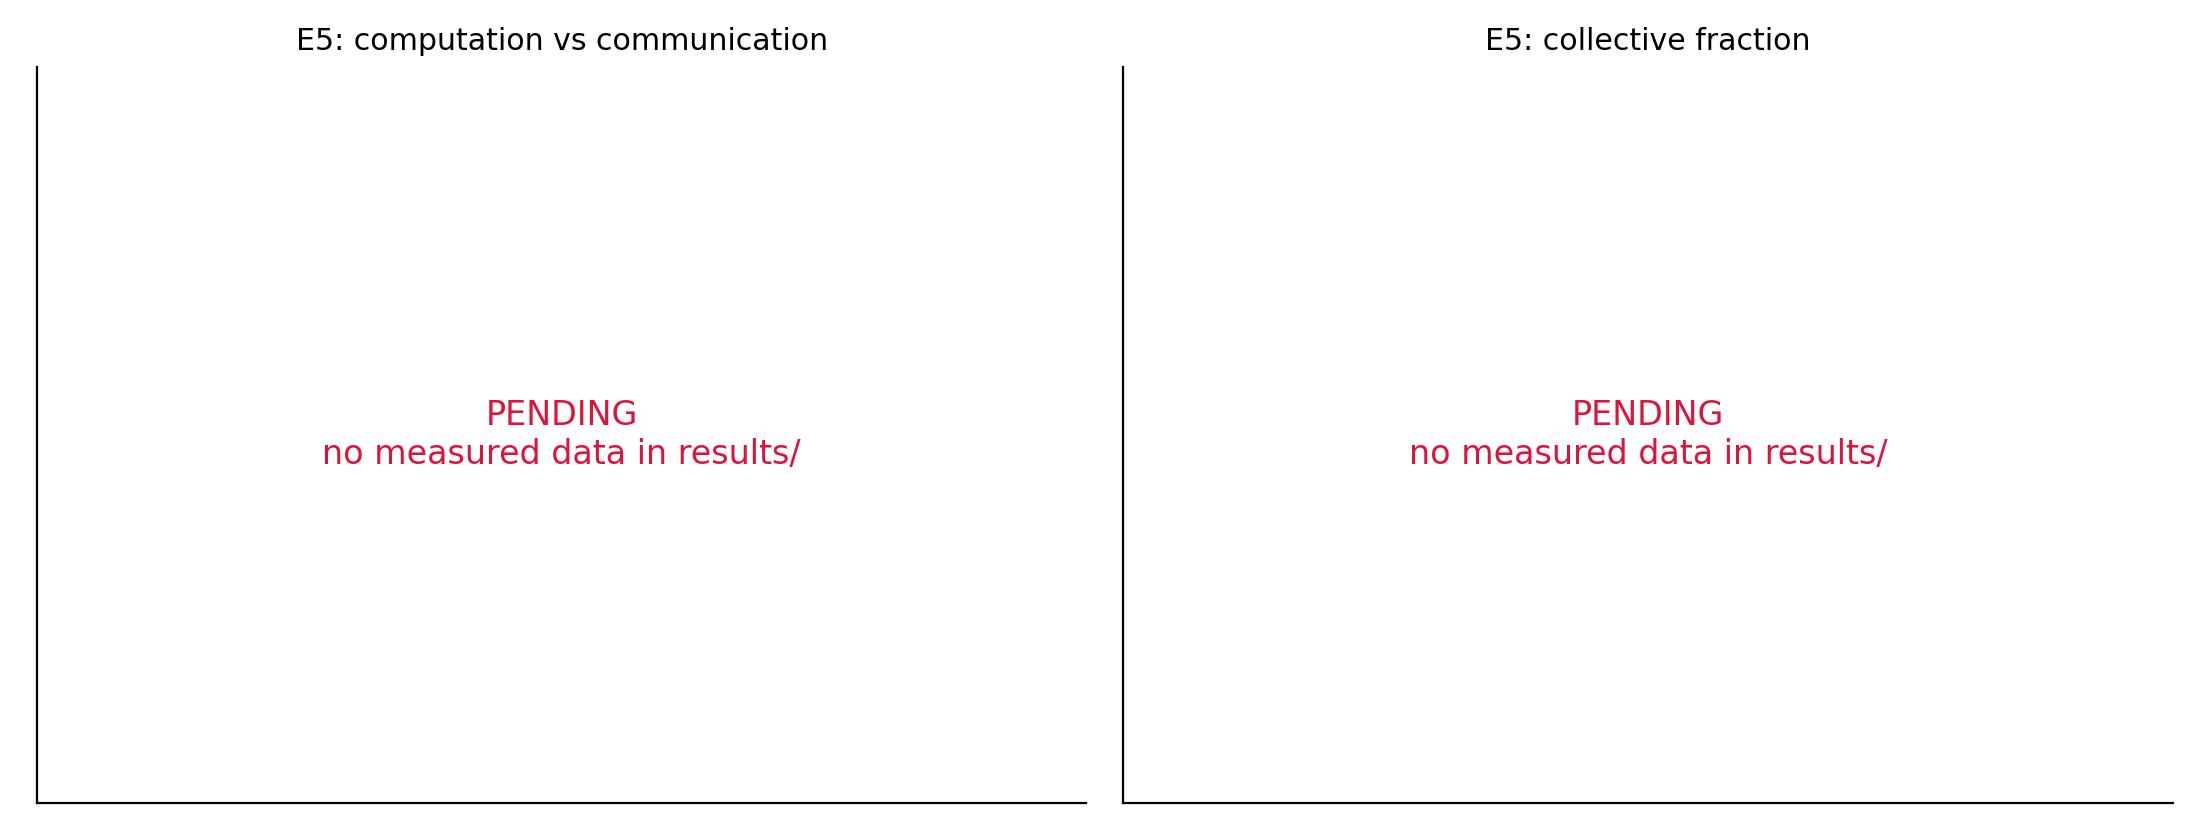 E5: computation vs communication
PENDING
no measured data in results/
E5: collective fraction
PENDING
no measured data in results/